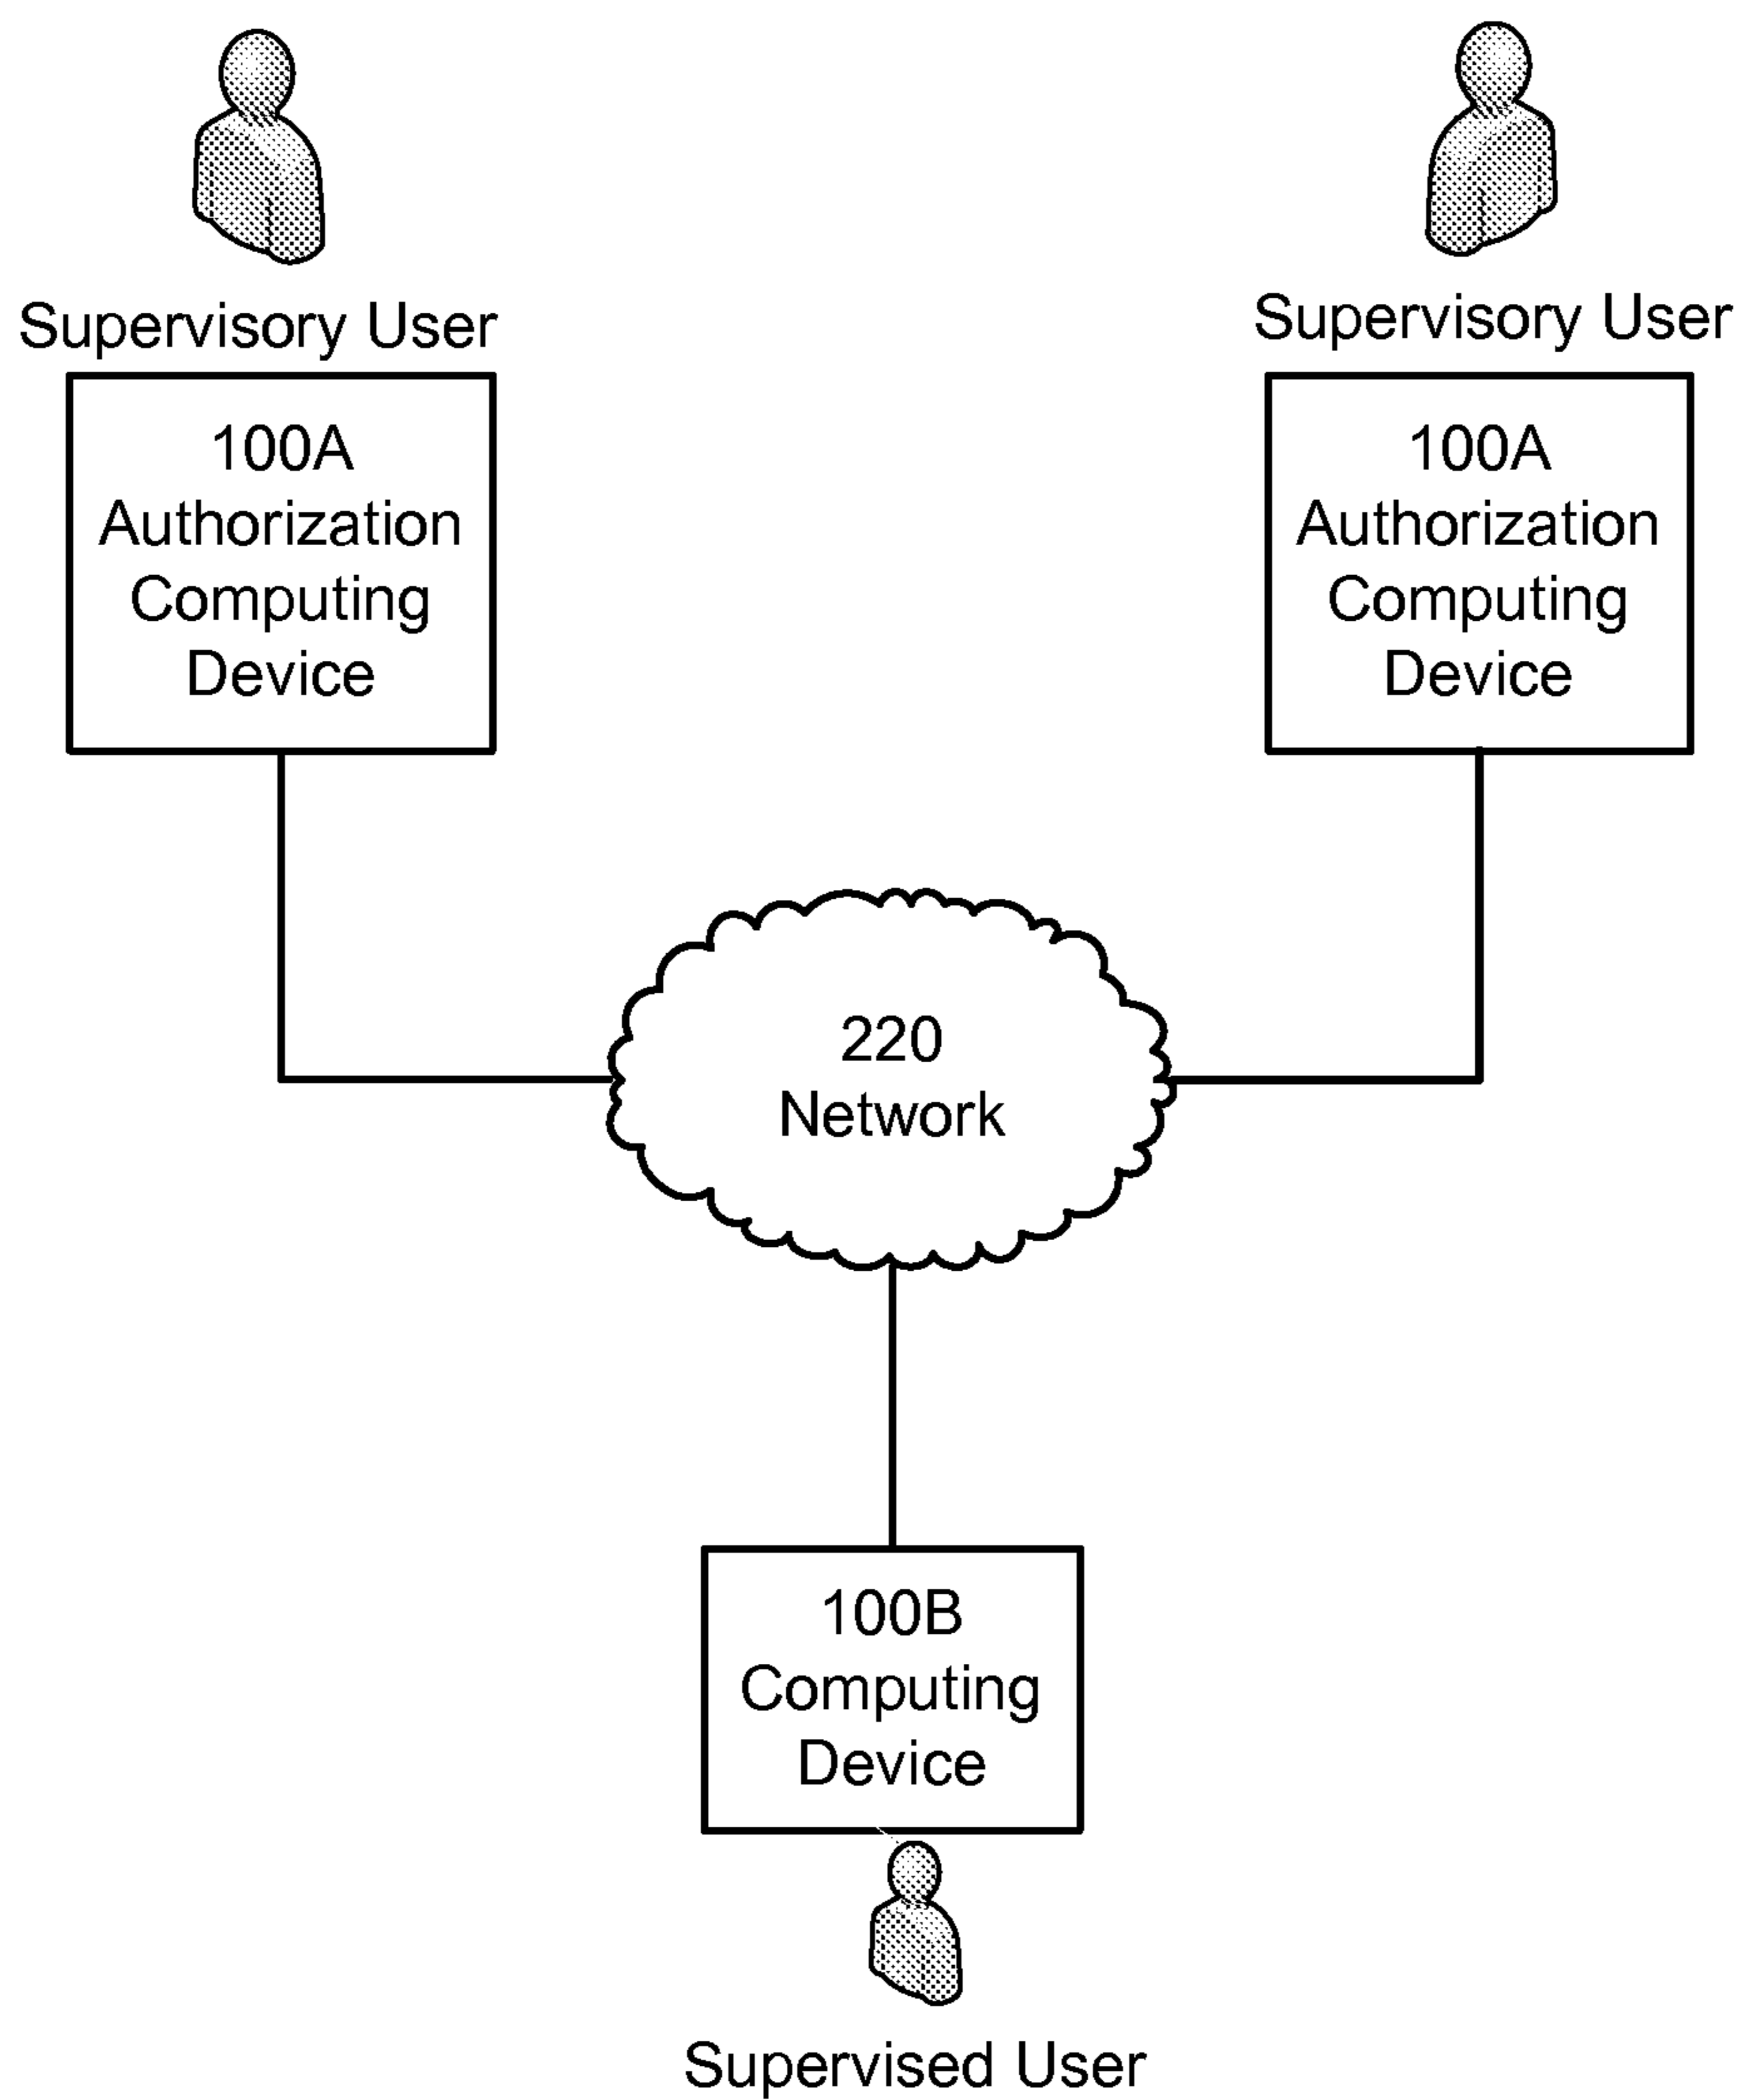 Supervisory User
Supervisory User
100A
Authorization
Computing
Device
100A
Authorization
Computing
Device
220
Network
100B
Computing
Device
Supervised User